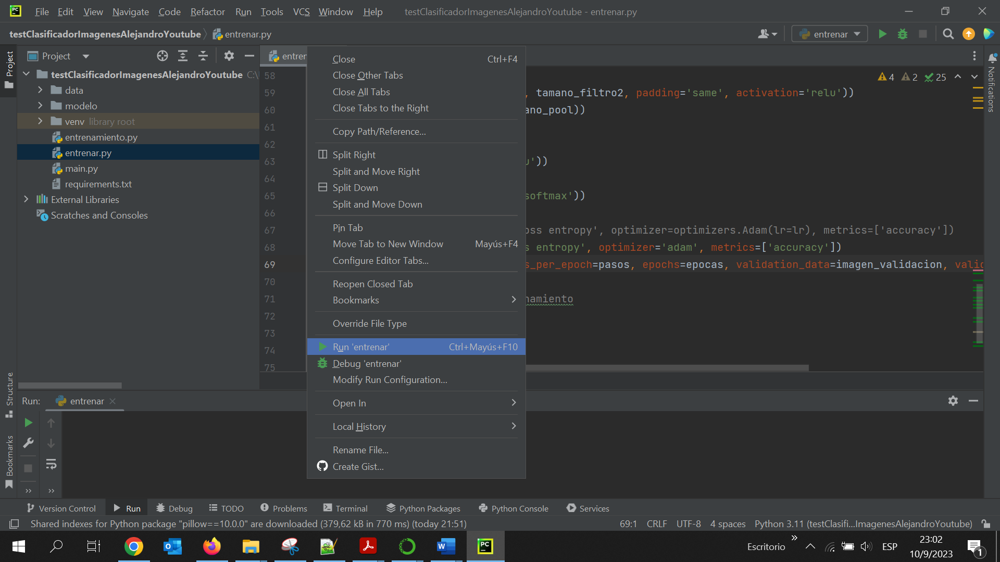 File Edit View Navigate Code Refactor Run Tools VCS Window Help testClasificadorImagenesAlejandroYoutube - entrenar.py
testClasificadorImagenesAlejandroYoutube entrenar.py entrenar
Project
Project
testClasificadorImagenesAlejandroYoutube C:\
data
modelo
venv library root
entrenamiento.py
entrenar.py
main.py
requirements.txt
External Libraries
Scratches and Consoles
Structure
Bookmarks
Notifications
entrer
4 2 25
58
59 , tamano_filtro2, padding='same', activation='relu'))
60 ano_pool))
61
62
63 u'))
64
65 softmax'))
66
67 oss entropy', optimizer=optimizers.Adam(lr=lr), metrics=['accuracy'])
68 s entropy', optimizer='adam', metrics=['accuracy'])
69 s_per_epoch=pasos, epochs=epocas, validation_data=imagen_validacion, valid
70
71 namiento
72
73
74
75
Close Ctrl+F4
Close Other Tabs
Close All Tabs
Close Tabs to the Right
Copy Path/Reference...
Split Right
Split and Move Right
Split Down
Split and Move Down
Pin Tab
Move Tab to New Window Mayús+F4
Configure Editor Tabs...
Reopen Closed Tab
Bookmarks
Override File Type
Run 'entrenar' Ctrl+Mayús+F10
Debug 'entrenar'
Modify Run Configuration...
Open In
Local History
Rename File...
Create Gist...
Run: entrenar
Version Control Run Debug TODO Problems Terminal Python Packages Python Console Services
Shared indexes for Python package "pillow==10.0.0" are downloaded (379,62 kB in 770 ms) (today 21:51) 69:1 CRLF UTF-8 4 spaces Python 3.11 (testClasifi...ImagenesAlejandroYoutube)
Escritorio ESP
23:02
10/9/2023
1